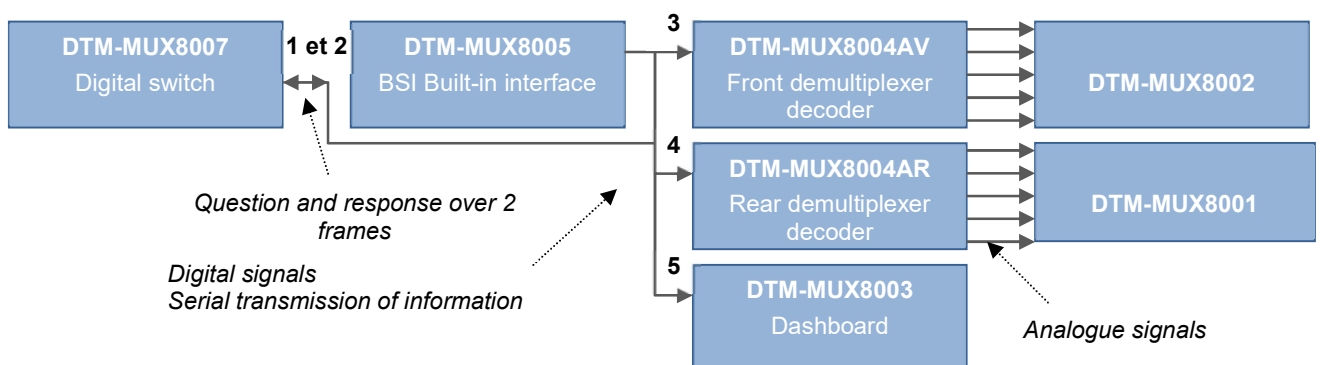 DTM-MUX8007
Digital switch
1 et 2
DTM-MUX8005
BSI Built-in interface
3
DTM-MUX8004AV
Front demultiplexer
decoder
DTM-MUX8002
4
DTM-MUX8004AR
Rear demultiplexer
decoder
DTM-MUX8001
Question and response over 2
frames
Digital signals
Serial transmission of information
5
DTM-MUX8003
Dashboard
Analogue signals